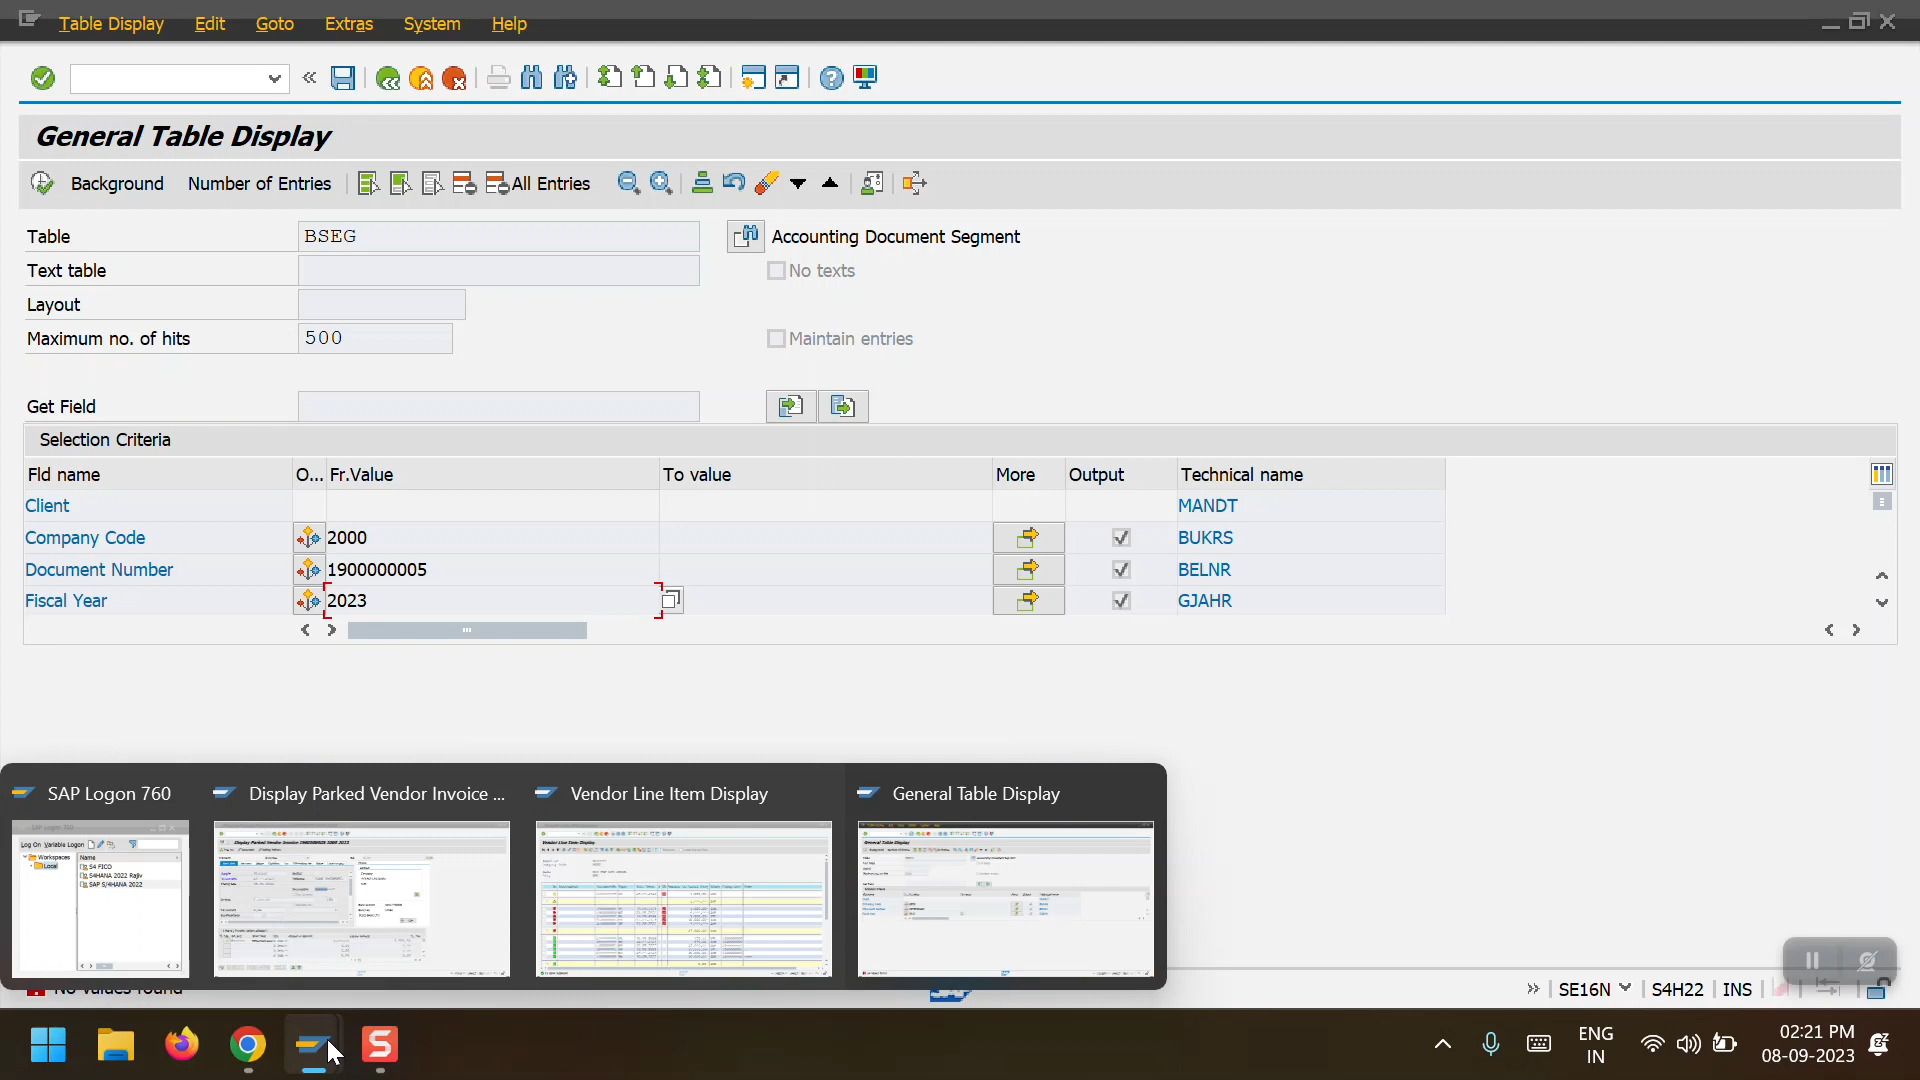 Table Display Edit Goto Extras System Help
General Table Display
Background Number of Entries All Entries
Table BSEG Accounting Document Segment
Text table No texts
Layout
Maximum no. of hits 500 Maintain entries
Get Field
Selection Criteria
Fld name O... Fr.Value To value More Output Technical name
Client MANDT
Company Code 2000 BUKRS
Document Number 1900000005 BELNR
Fiscal Year 2023 GJAHR
SAP Logon 760 Display Parked Vendor Invoice ... Vendor Line Item Display General Table Display
No values found
SE16N S4H22 INS
ENG
IN
02:21 PM
08-09-2023